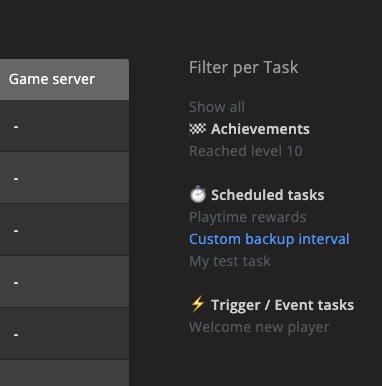 Game server
-
-
-
-
-
Filter per Task
Show all
🏁 Achievements
Reached level 10
⏱️ Scheduled tasks
Playtime rewards
Custom backup interval
My test task
⚡ Trigger / Event tasks
Welcome new player